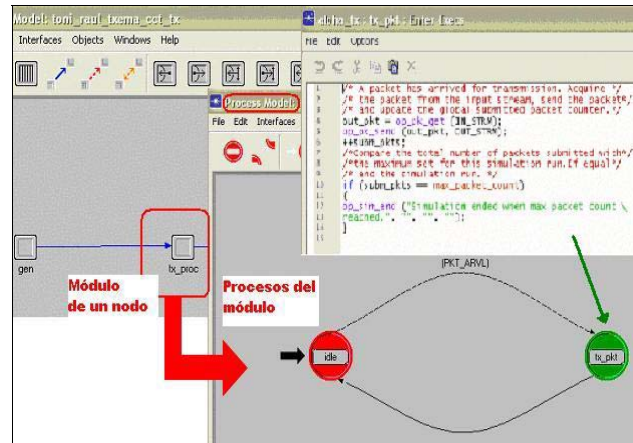 Model: toni_raul_txema_cct_tx
Interfaces Objects Windows Help
gen
tx_proc
Módulo
de un nodo
Process Model:
File Edit Interfaces
Procesos del
módulo
idle
(PKT_ARVL)
tx_pkt
tx_pkt : Enter Execs
File Edit Options
/* A packet has arrived for transmission. Acquire */
/* the packet from the input stream, send the packet*/
/* and update the global submitted packet counter.*/
out_pkt = op_pk_get (IN_STRM);
op_pk_send (out_pkt, OUT_STRM);
++subm_pkts;
/*Compare the total number of packets submitted with*/
/*the maximum set for this simulation run.If equal*/
/* end the simulation run. */
if (subm_pkts == max_packet_count)
{
op_sim_end ("Simulation ended when max packet count \
reached.", "", "", "");
}